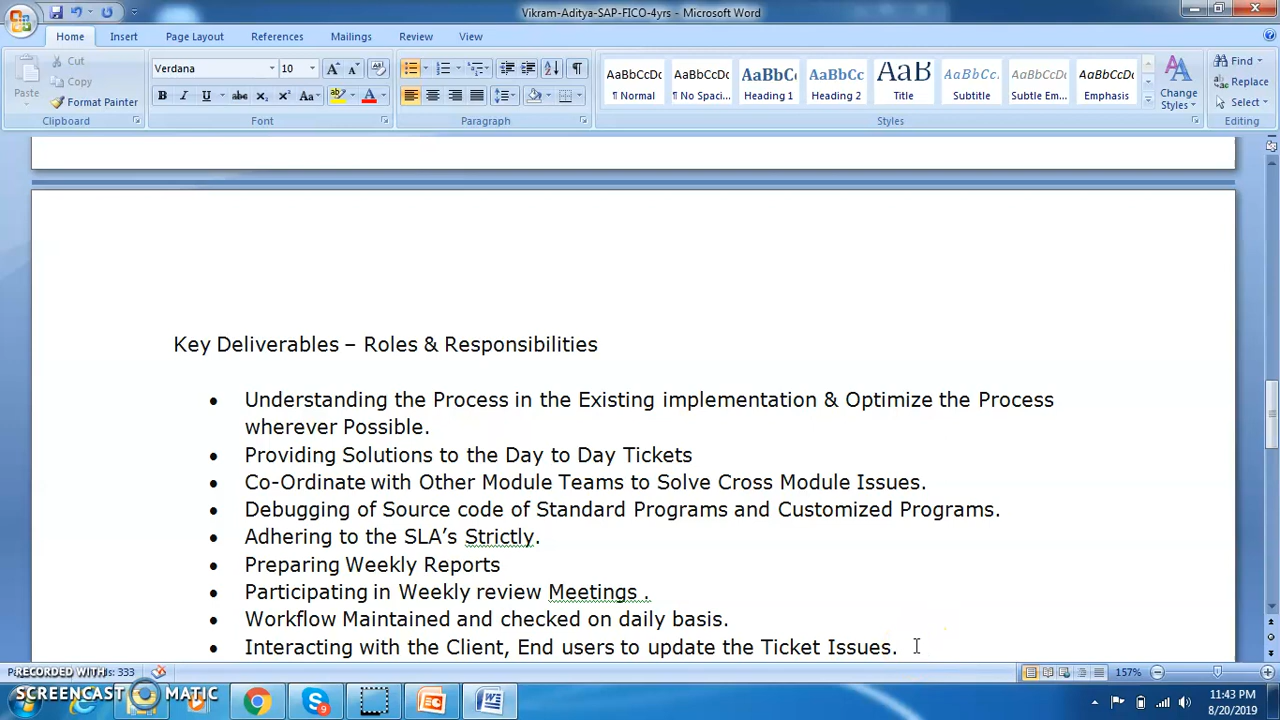 Vikram-Aditya-SAP-FICO-4yrs - Microsoft Word
Home Insert Page Layout References Mailings Review View
Paste Cut Copy Format Painter Clipboard
Verdana 10 Font
Paragraph
AaBbCcDc ¶ Normal AaBbCcDc ¶ No Spaci... AaBbCc Heading 1 AaBbCc Heading 2 AaB Title AaBbCc. Subtitle AaBbCcDc Subtle Em... AaBbCcDc Emphasis Change Styles Styles
Find Replace Select Editing
Key Deliverables – Roles & Responsibilities
• Understanding the Process in the Existing implementation & Optimize the Process
wherever Possible.
• Providing Solutions to the Day to Day Tickets
• Co-Ordinate with Other Module Teams to Solve Cross Module Issues.
• Debugging of Source code of Standard Programs and Customized Programs.
• Adhering to the SLA’s Strictly.
• Preparing Weekly Reports
• Participating in Weekly review Meetings .
• Workflow Maintained and checked on daily basis.
• Interacting with the Client, End users to update the Ticket Issues.
333 157%
RECORDED WITH
SCREENCAST MATIC
11:43 PM
8/20/2019